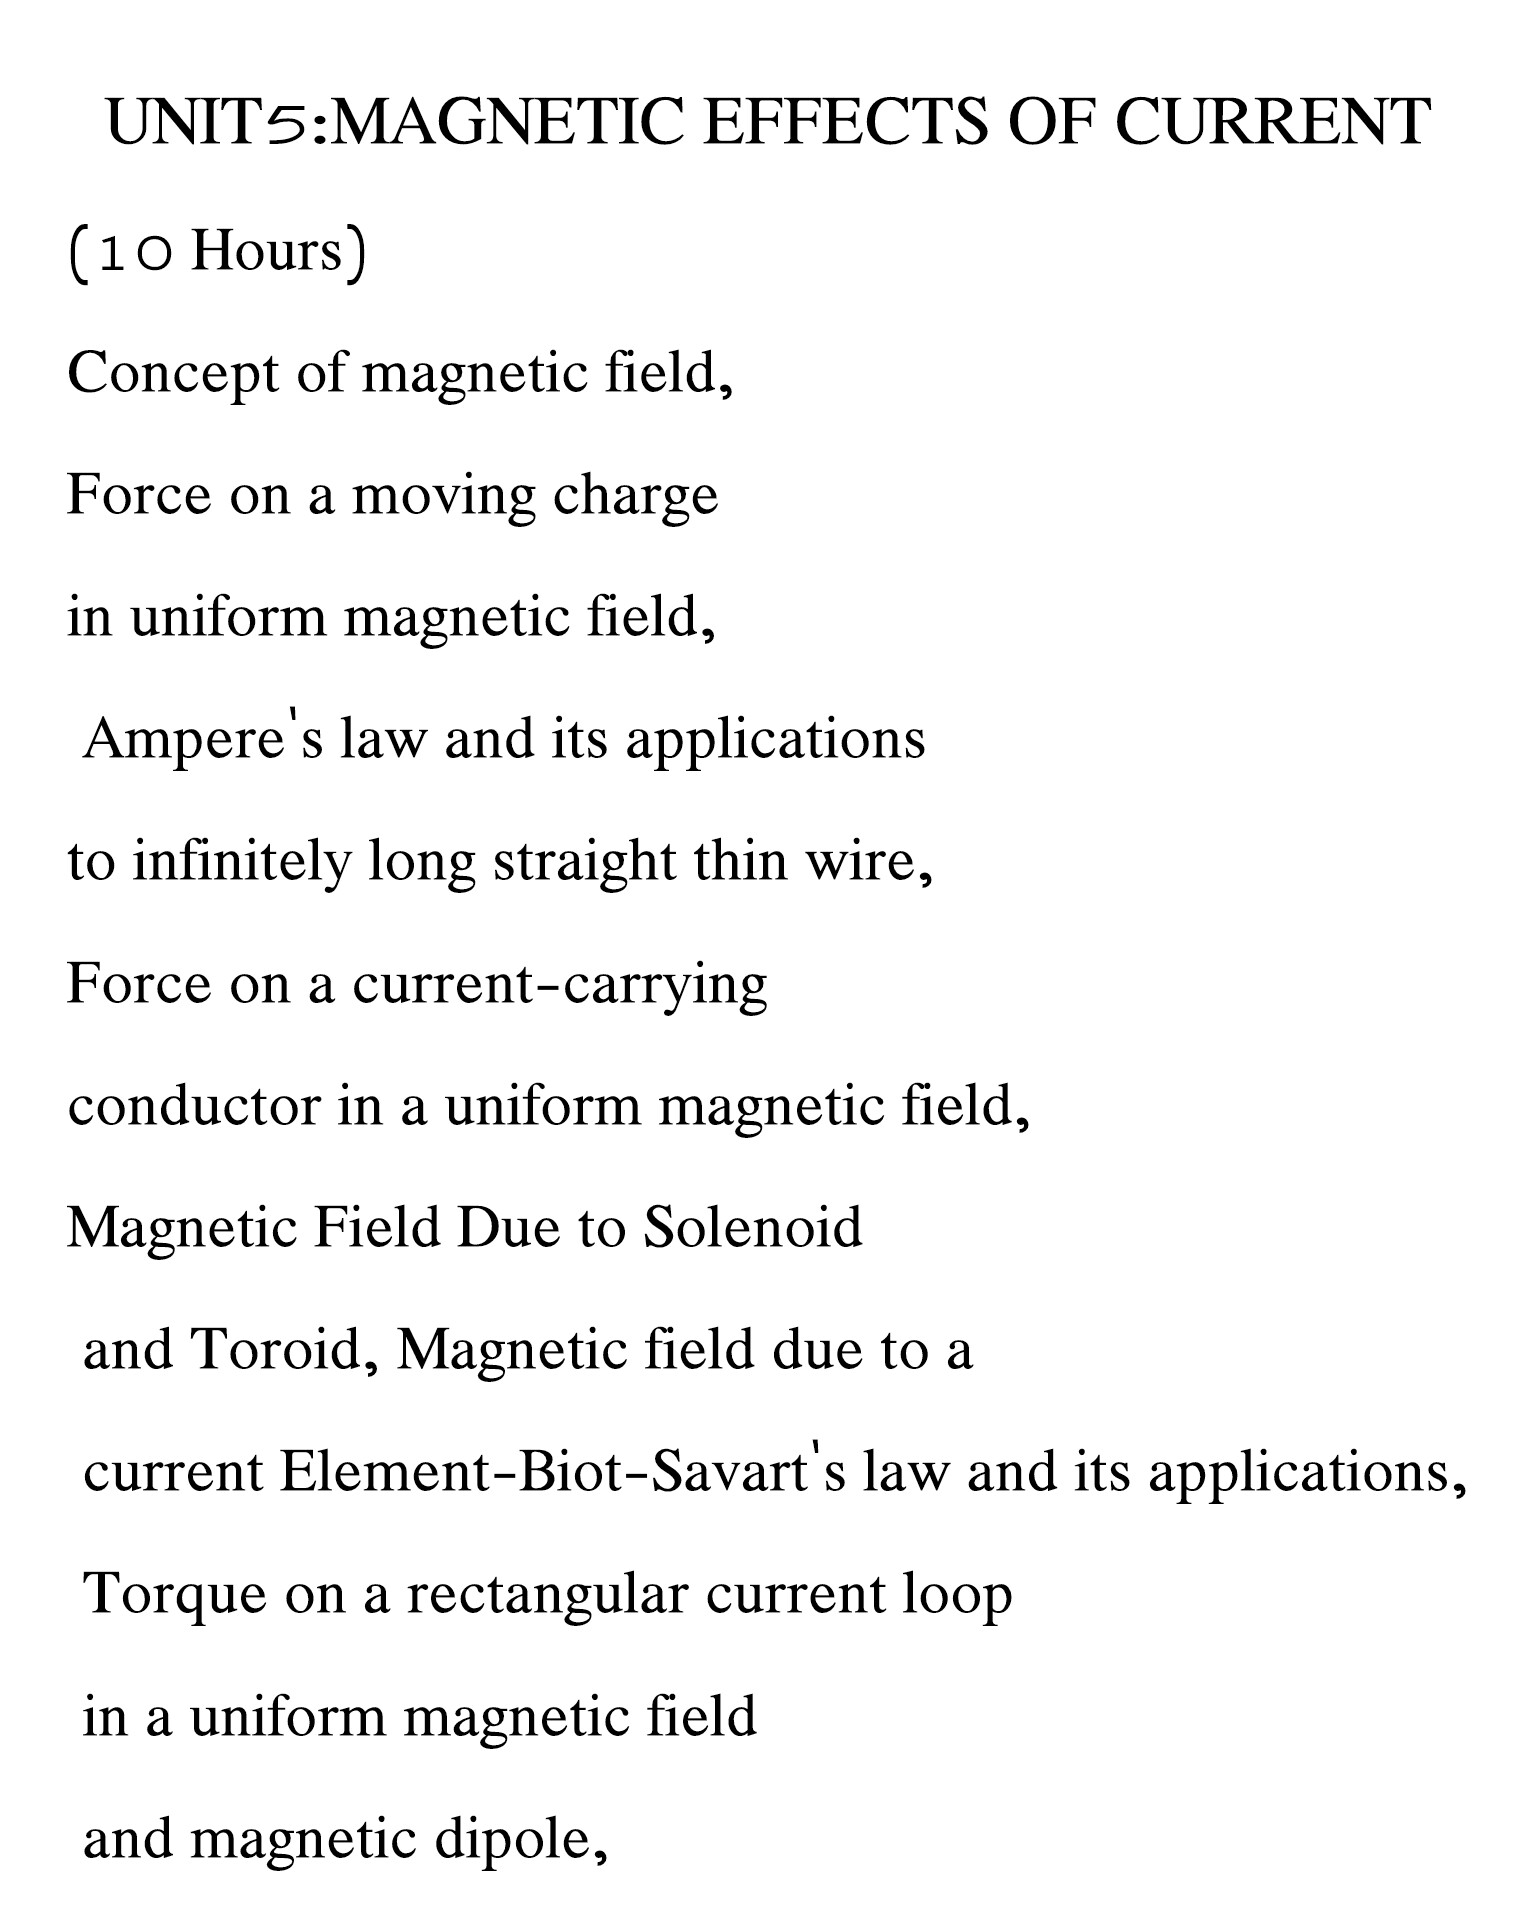 UNIT5:MAGNETIC EFFECTS OF CURRENT
(10 Hours)
Concept of magnetic field,
Force on a moving charge
in uniform magnetic field,
Ampere's law and its applications
to infinitely long straight thin wire,
Force on a current-carrying
conductor in a uniform magnetic field,
Magnetic Field Due to Solenoid
and Toroid, Magnetic field due to a
current Element-Biot-Savart's law and its applications,
Torque on a rectangular current loop
in a uniform magnetic field
and magnetic dipole,